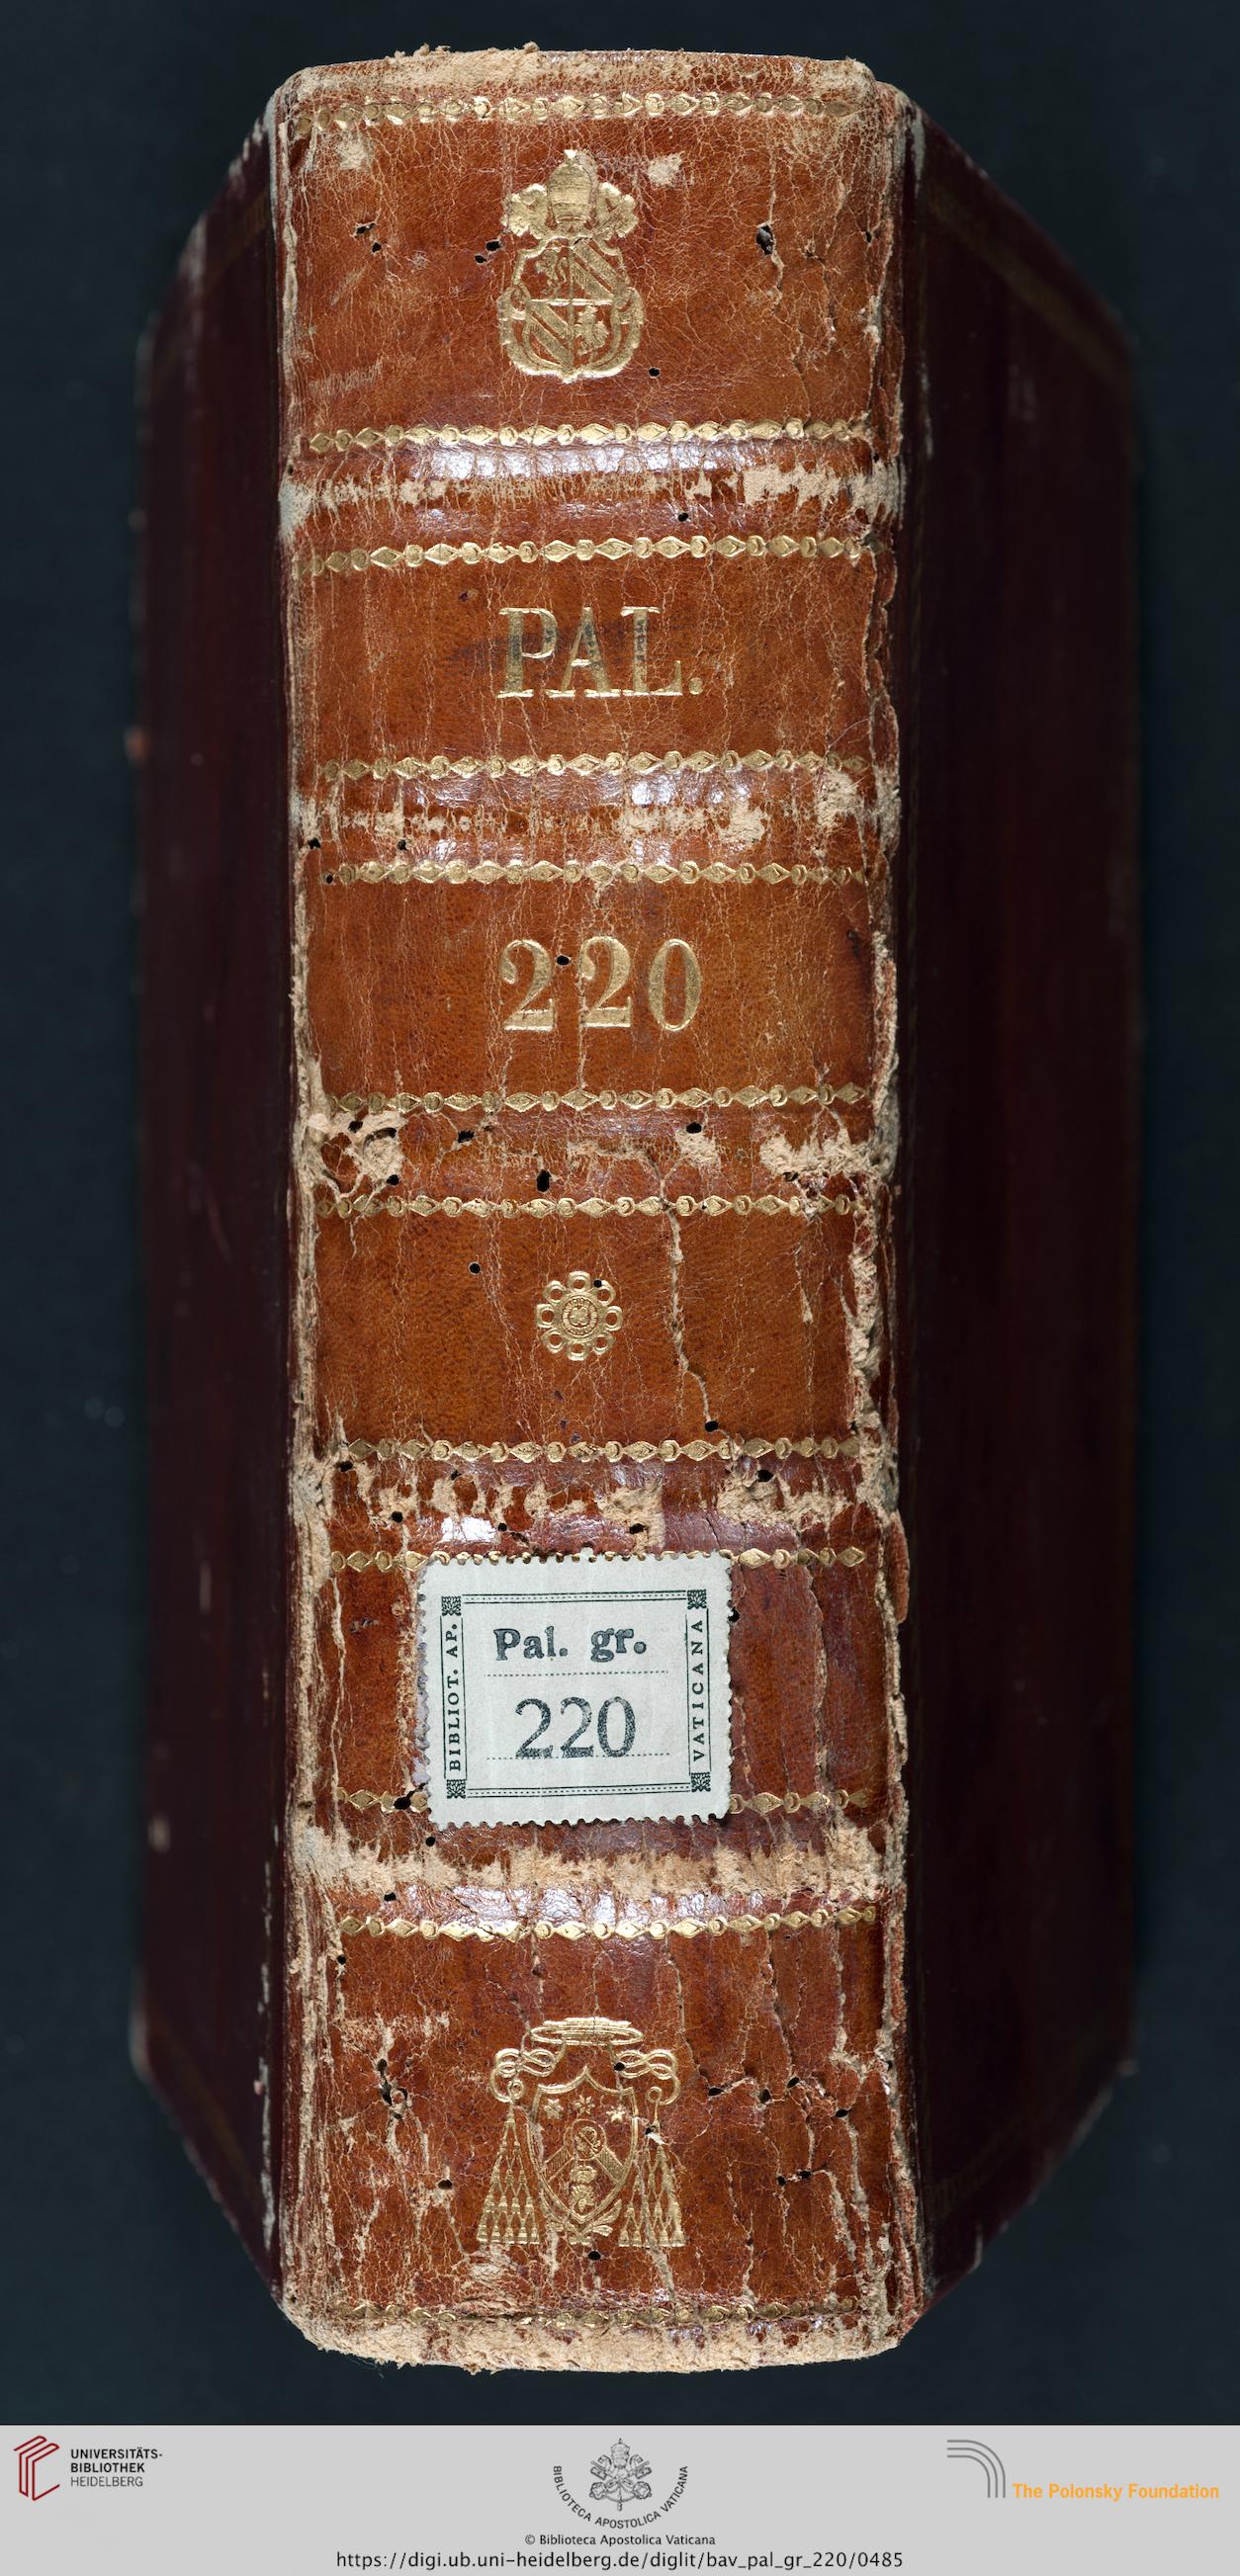 PAL.
220
BIBLIOT. AP.
Pal. gr.
220
VATICANA
UNIVERSITÄTS-
BIBLIOTHEK
HEIDELBERG
BIBLIOTECA APOSTOLICA VATICANA
The Polonsky Foundation
© Biblioteca Apostolica Vaticana
https://digi.ub.uni-heidelberg.de/diglit/bav_pal_gr_220/0485